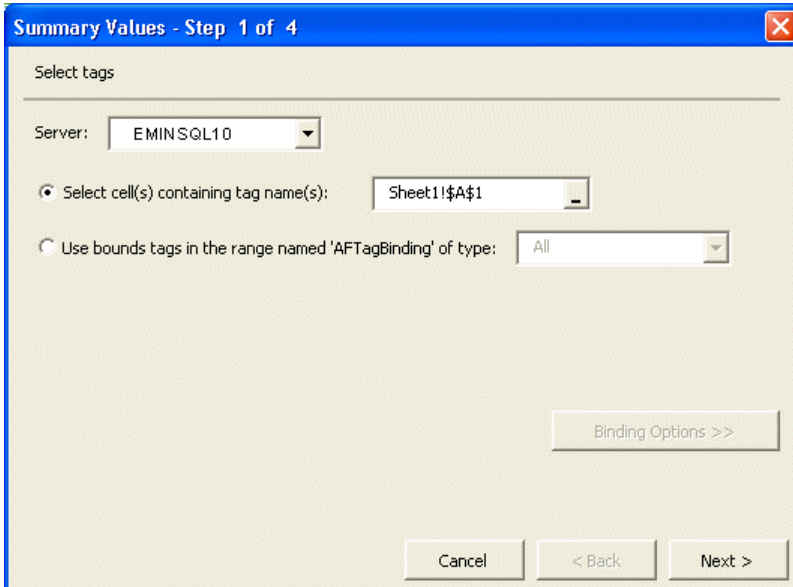 Summary Values - Step 1 of 4
Select tags
Server: EMINSQL10
Select cell(s) containing tag name(s): Sheet1!$A$1
Use bounds tags in the range named 'AFTagBinding' of type: All
Binding Options >>
Cancel < Back Next >